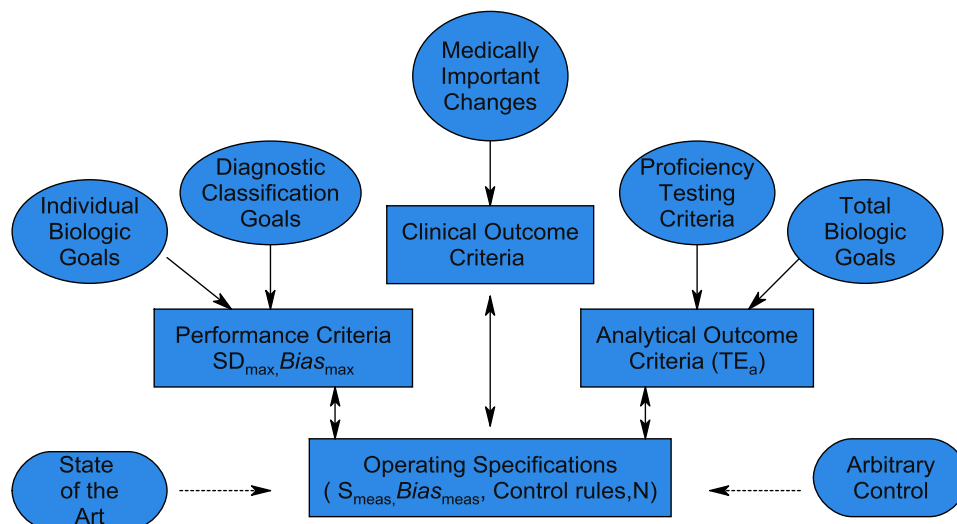 Medically
Important
Changes
Diagnostic
Classification
Goals
Proficiency
Testing
Criteria
Individual
Biologic
Goals
Total
Biologic
Goals
Clinical Outcome
Criteria
Performance Criteria
SDmax,Biasmax
Analytical Outcome
Criteria (TEa)
State
of the
Art
Operating Specifications
( Smeas,Biasmeas, Control rules,N)
Arbitrary
Control